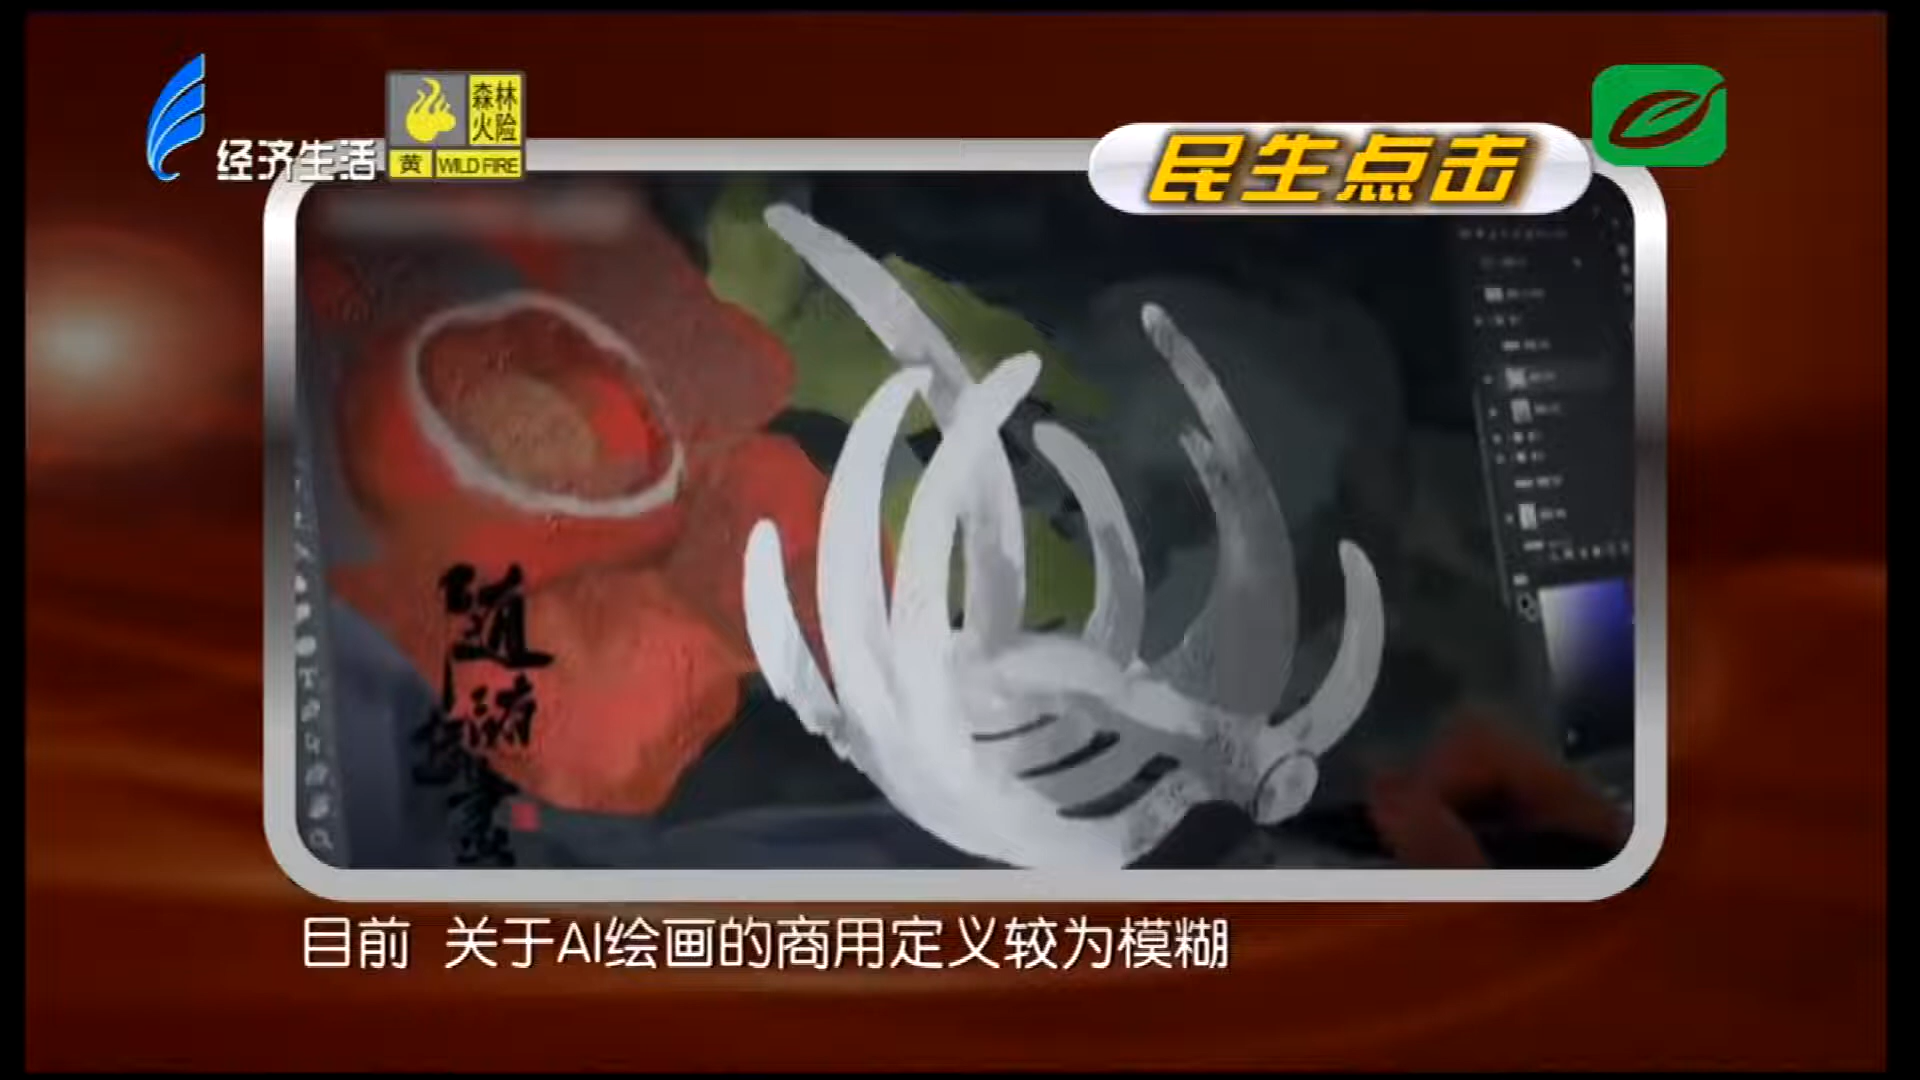 经济生活
森林
火险
黄
WILD FIRE
民生点击
随
目前 关于AI绘画的商用定义较为模糊